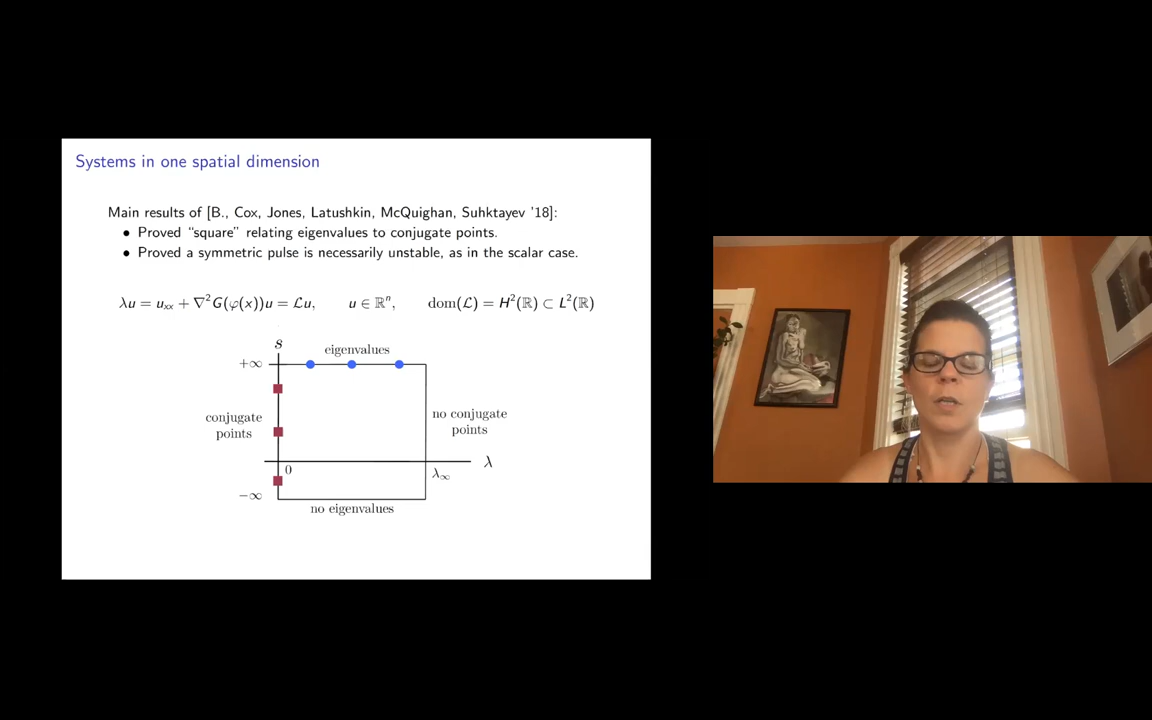 Systems in one spatial dimension
Main results of [B., Cox, Jones, Latushkin, McQuighan, Suhktayev '18]:
• Proved "square" relating eigenvalues to conjugate points.
• Proved a symmetric pulse is necessarily unstable, as in the scalar case.
λu = uₓₓ + ∇²G(φ(x))u = ℒu, u ∈ ℝⁿ, dom(ℒ) = H²(ℝ) ⊂ L²(ℝ)
s
eigenvalues
+∞
conjugate
points
no conjugate
points
0
λ
λ∞
−∞
no eigenvalues